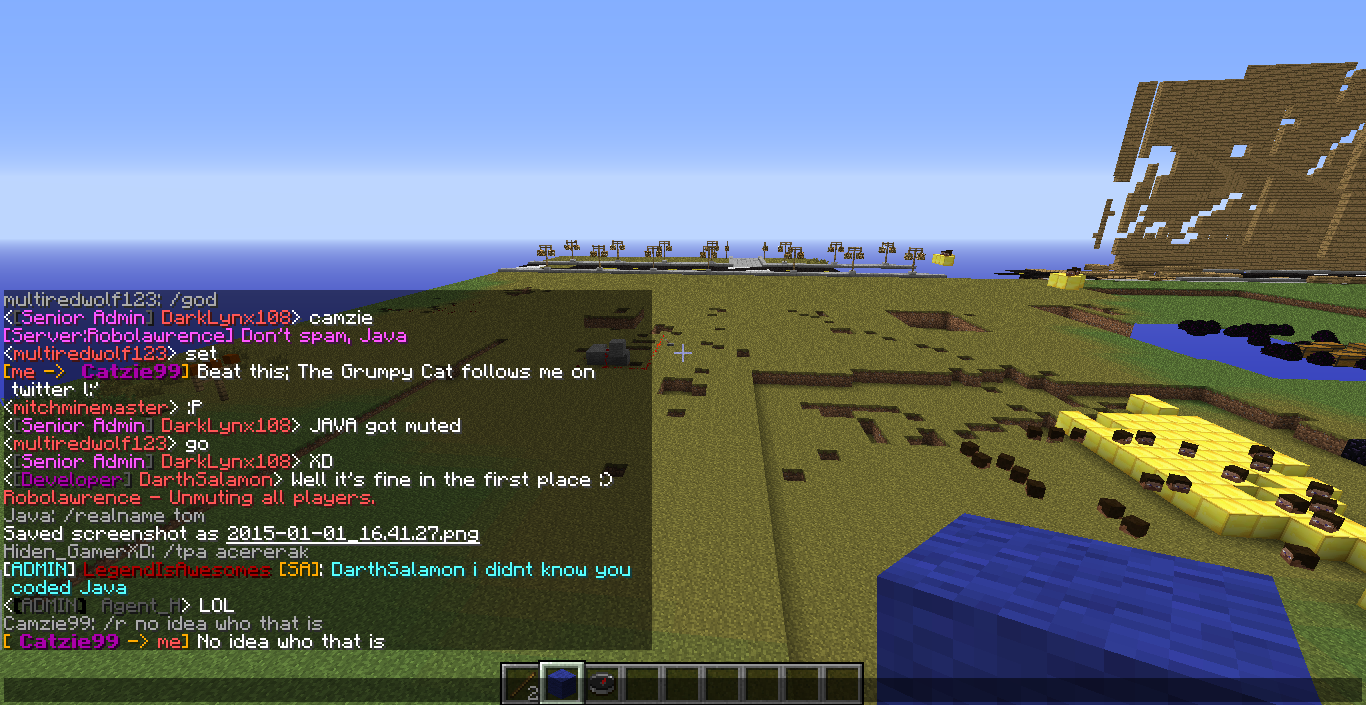 multiredwolf123: /god
<[Senior Admin] DarkLynx108> camzie
[Server:Robolawrence] Don't spam, Java
<multiredwolf123> set
[me -> Catzie99] Beat this; The Grumpy Cat follows me on
twitter l:'
<mitchminemaster> :P
<[Senior Admin] DarkLynx108> JAVA got muted
<multiredwolf123> go
<[Senior Admin] DarkLynx108> XD
<[Developer] DarthSalamon> Well it's fine in the first place :)
Robolawrence - Unmuting all players.
Java: /realname tom
Saved screenshot as 2015-01-01_16.41.27.png
Hiden_GamerXD: /tpa acererak
[ADMIN] LegendIsAwesomes [SA]: DarthSalamon i didnt know you
coded Java
<[ADMIN] Agent_H> LOL
Camzie99: /r no idea who that is
[ Catzie99 -> me] No idea who that is
2